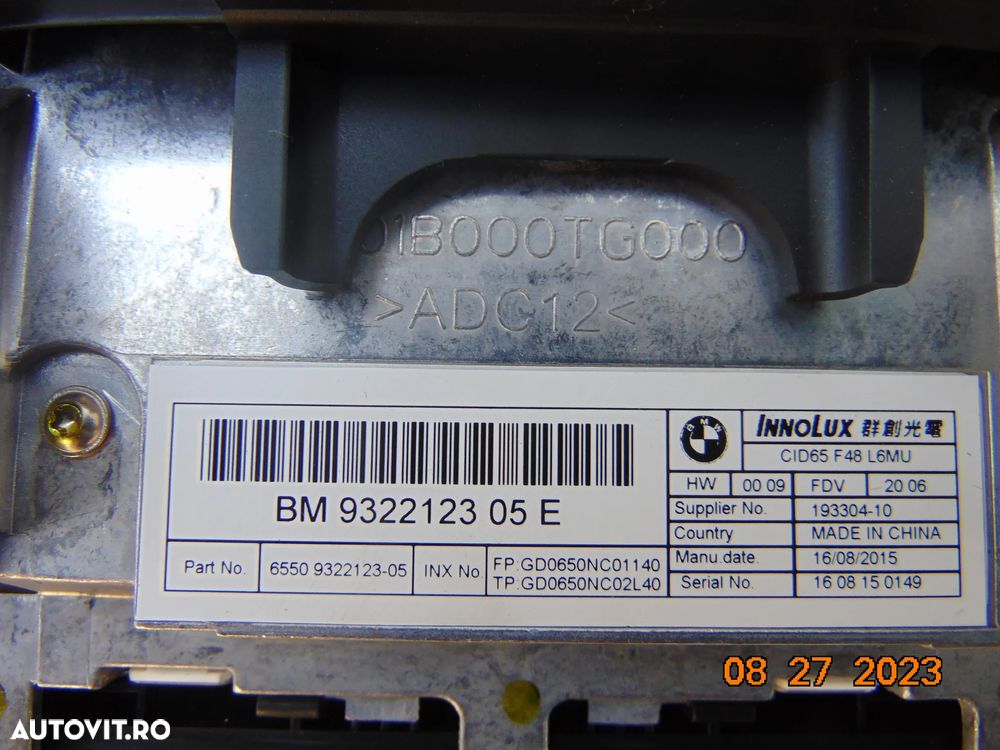 01B000TG000
>ADC12<
BM 9322123 05 E
Part No. 6550 9322123-05 INX No FP:GD0650NC01140
TP:GD0650NC02L40
BMW
INNOLUX 群創光電
CID65 F48 L6MU
HW 00 09 FDV 20 06
Supplier No. 193304-10
Country MADE IN CHINA
Manu.date. 16/08/2015
Serial No. 16 08 15 0149
08 27 2023
AUTOVIT.RO